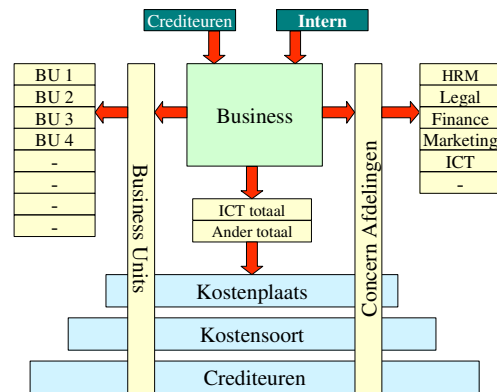 Crediteuren
Intern
BU 1
BU 2
BU 3
BU 4
-
-
-
-
Business Units
Business
Concern Afdelingen
HRM
Legal
Finance
Marketing
ICT
-
ICT totaal
Ander totaal
Kostenplaats
Kostensoort
Crediteuren